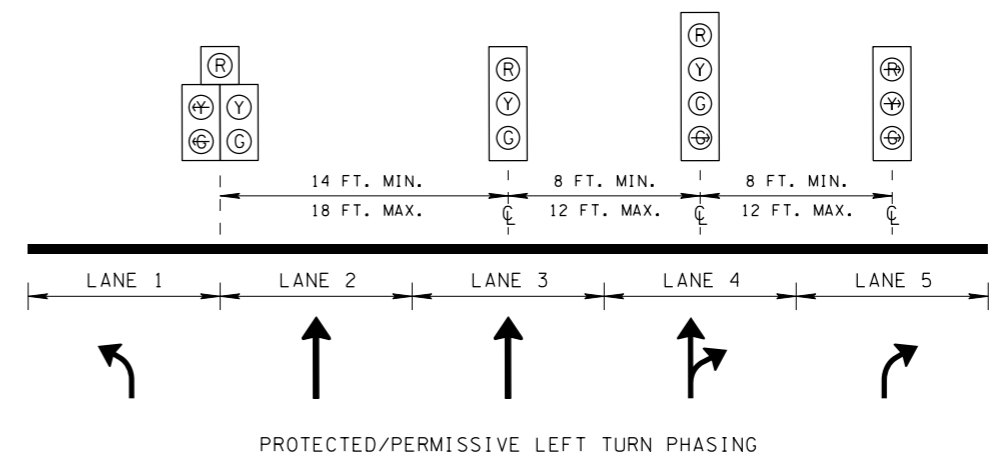 R
Y Y
G G
R
Y
G
R
Y
G
G
R
Y
G
14 FT. MIN.
18 FT. MAX.
8 FT. MIN.
12 FT. MAX.
8 FT. MIN.
12 FT. MAX.
℄ ℄ ℄
LANE 1 LANE 2 LANE 3 LANE 4 LANE 5
PROTECTED/PERMISSIVE LEFT TURN PHASING